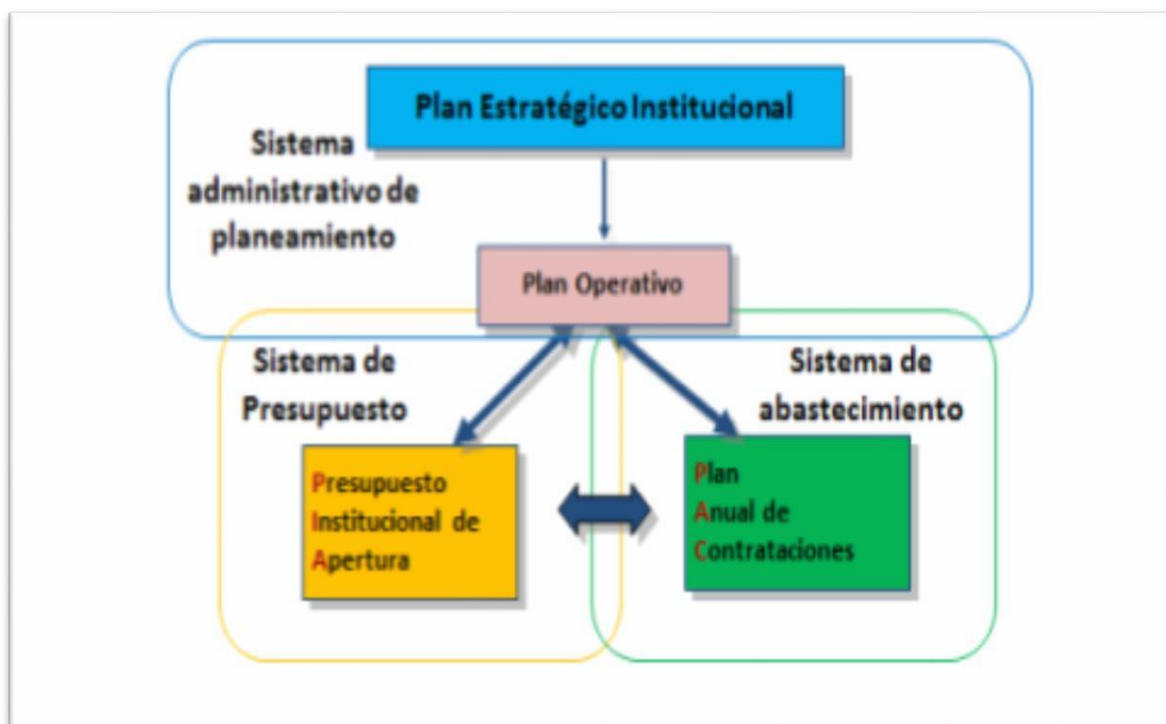 Plan Estratégico Institucional
Sistema
administrativo de
planeamiento
Plan Operativo
Sistema de
Presupuesto
Sistema de
abastecimiento
Presupuesto
Institucional de
Apertura
Plan
Anual de
Contrataciones